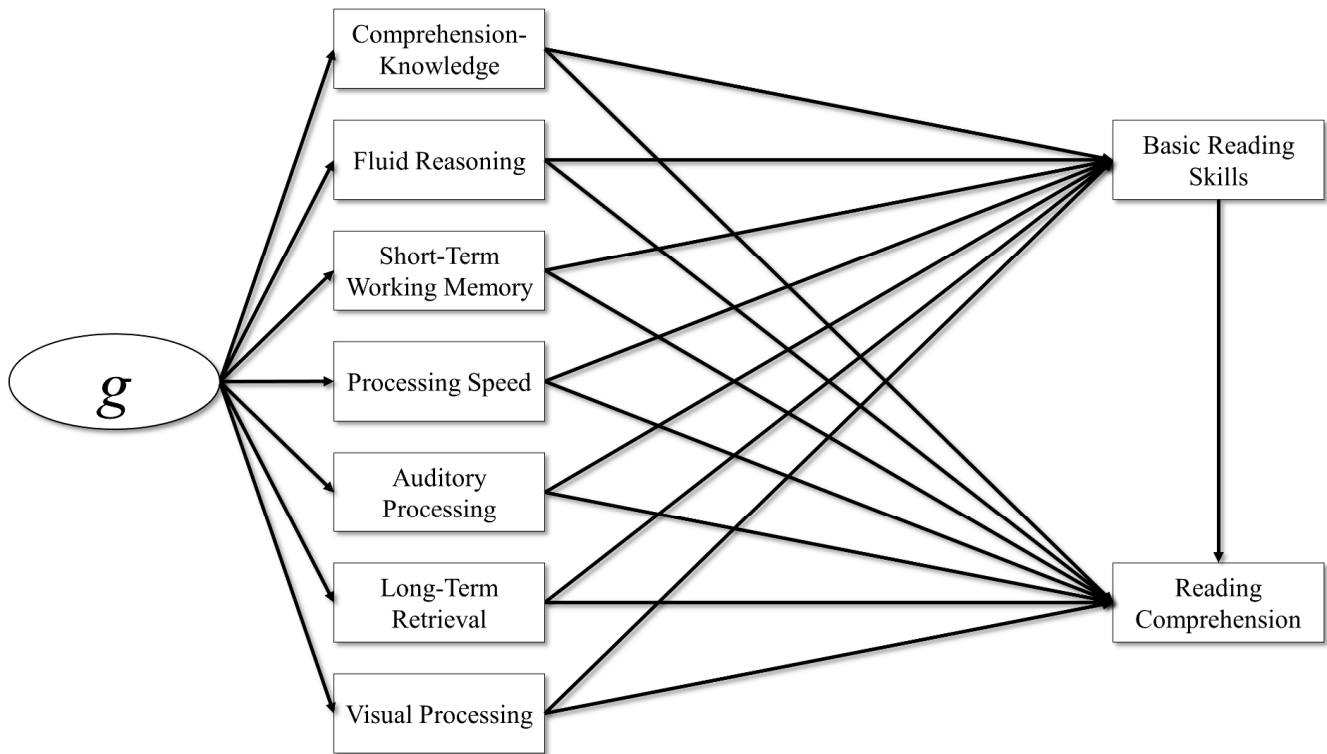 Comprehension-
Knowledge
Fluid Reasoning
Short-Term
Working Memory
Processing Speed
Auditory
Processing
Long-Term
Retrieval
Visual Processing
g
Basic Reading
Skills
Reading
Comprehension